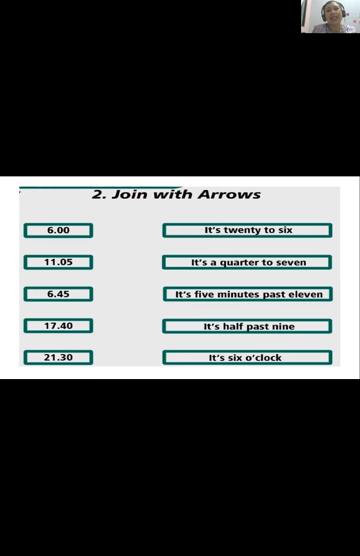 2. Join with Arrows
6.00 It's twenty to six
11.05 It's a quarter to seven
6.45 It's five minutes past eleven
17.40 It's half past nine
21.30 It's six o'clock